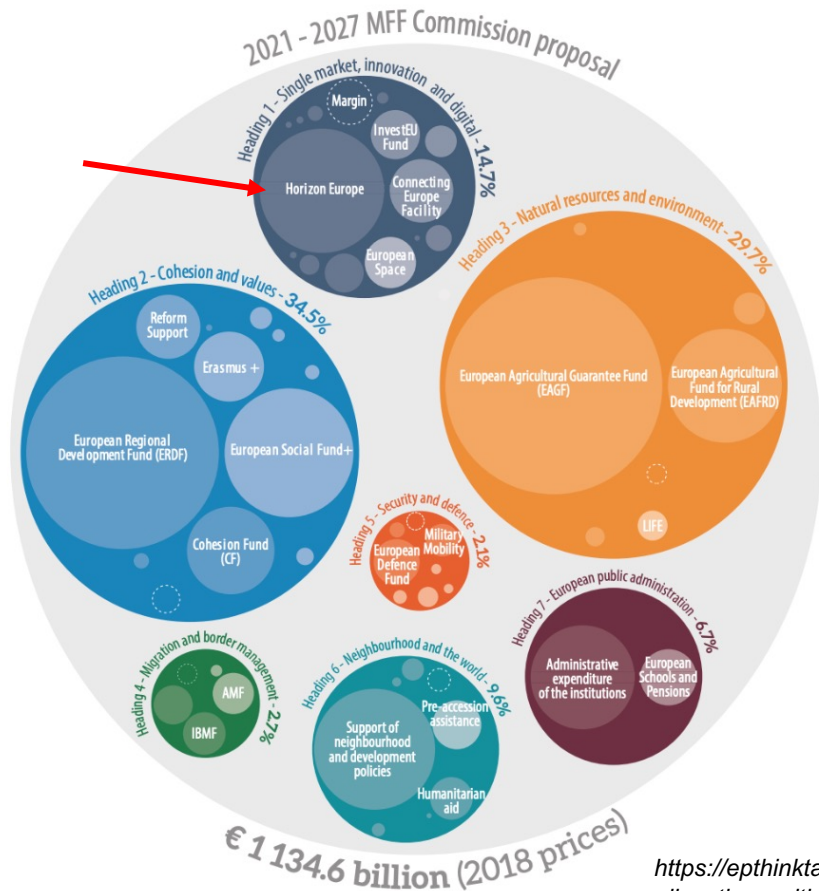 2021 - 2027 MFF Commission proposal
Heading 1 - Single market, innovation and digital - 14.7%
Margin
InvestEU
Fund
Horizon Europe
Connecting
Europe
Facility
European
Space
Heading 2 - Cohesion and values - 34.5%
Reform
Support
Erasmus +
European Regional
Development Fund (ERDF)
European Social Fund+
Cohesion Fund
(CF)
Heading 3 - Natural resources and environment - 29.7%
European Agricultural Guarantee Fund
(EAGF)
European Agricultural
Fund for Rural
Development (EAFRD)
LIFE
Heading 5 - Security and defence - 2.1%
Military
Mobility
European
Defence
Fund
Heading 4 - Migration and border management - 2.7%
AMF
IBMF
Heading 6 - Neighbourhood and the world - 9.6%
Pre-accession
assistance
Support of
neighbourhood
and development
policies
Humanitarian
aid
Heading 7 - European public administration - 6.7%
Administrative
expenditure
of the institutions
European
Schools and
Pensions
€ 1 134.6 billion (2018 prices)
https://epthinkta